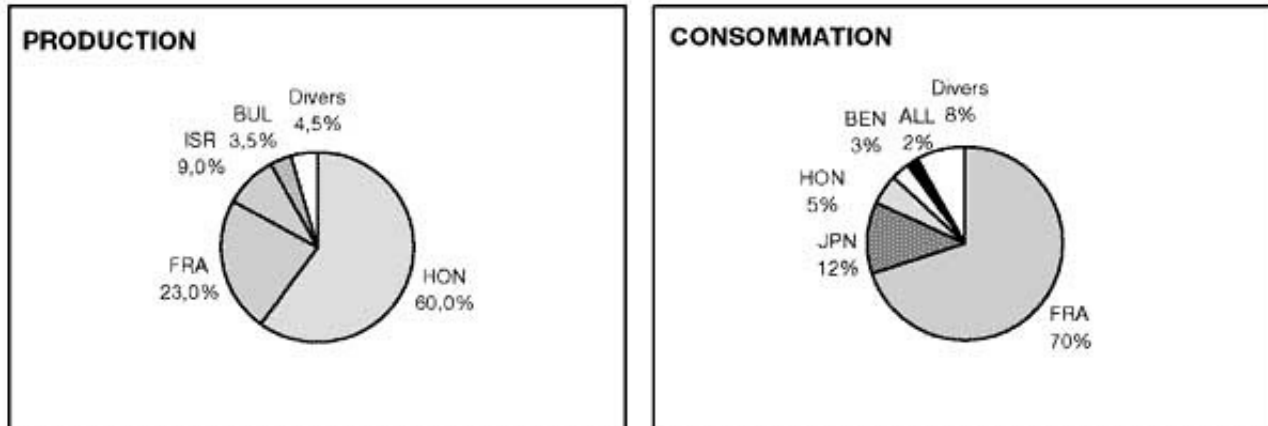 PRODUCTION
Divers
4,5%
BUL
3,5%
ISR
9,0%
FRA
23,0%
HON
60,0%
CONSOMMATION
Divers
8%
ALL
2%
BEN
3%
HON
5%
JPN
12%
FRA
70%